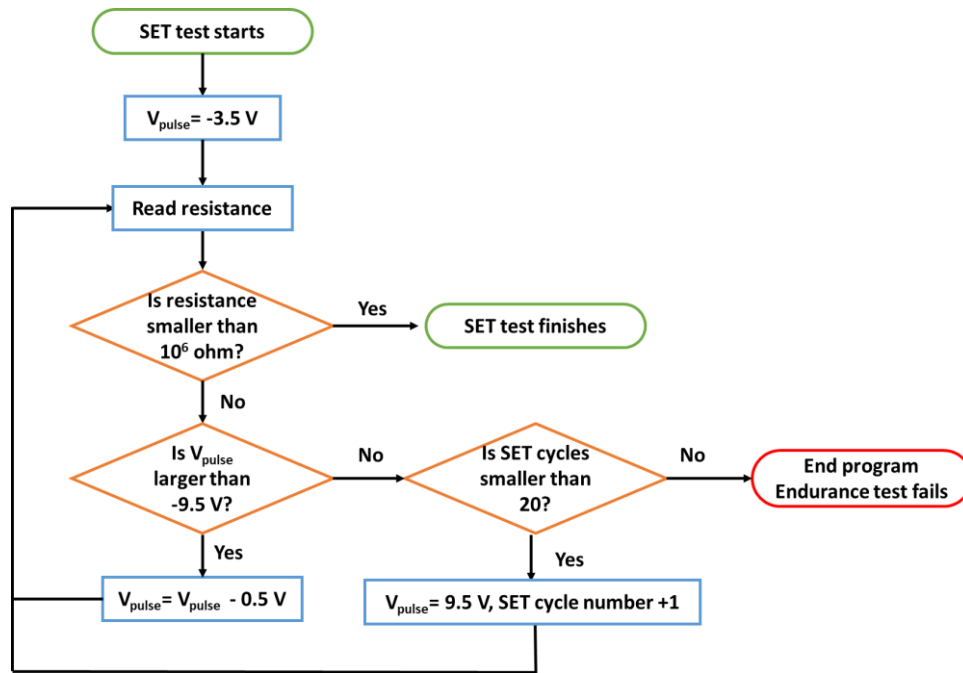 SET test starts
Vpulse= -3.5 V
Read resistance
Is resistance
smaller than
10⁶ ohm?
Yes
SET test finishes
No
Is Vpulse
larger than
-9.5 V?
No
Is SET cycles
smaller than
20?
No
End program
Endurance test fails
Yes
Yes
Vpulse= Vpulse - 0.5 V
Vpulse= 9.5 V, SET cycle number +1